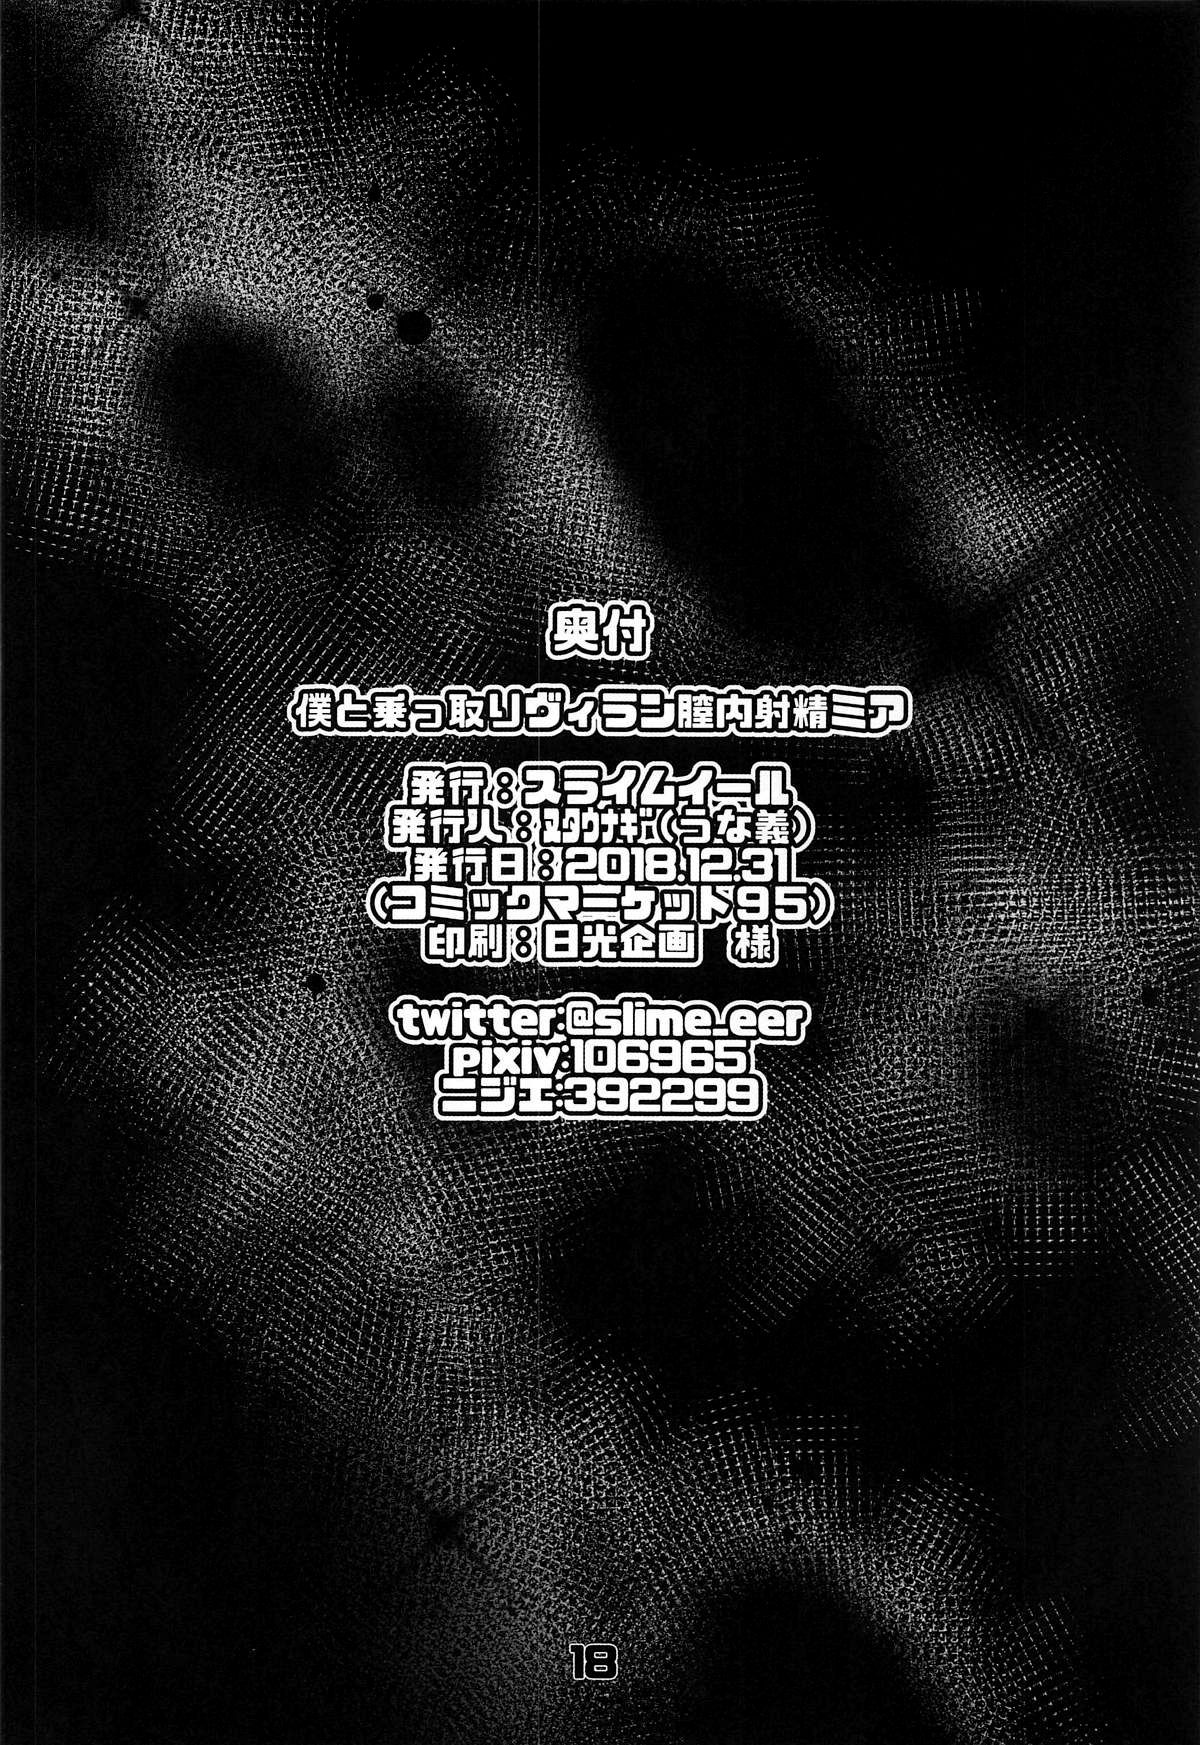 奥付
僕と乗っ取りヴィラン膣内射精ミア
発行：スライムイール
発行人：ﾇﾀｳﾅｷﾞ（うな義）
発行日：2018.12.31
（コミックマーケット９５）
印刷：日光企画　様
twitter:@slime_eer
pixiv:106965
ニジエ:392299
18